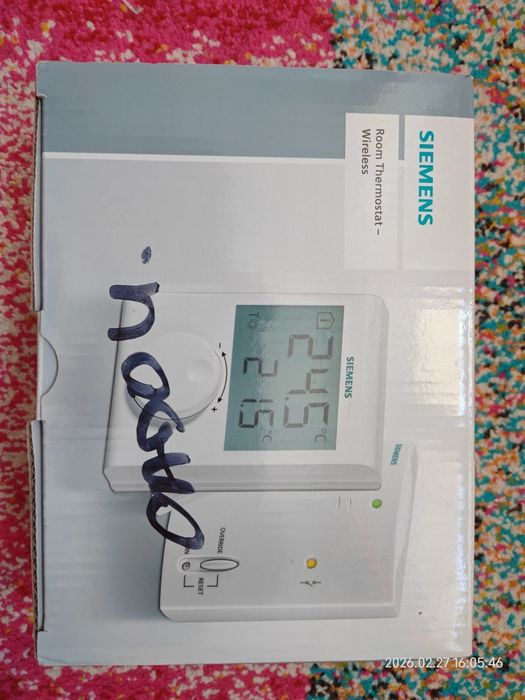 SIEMENS
Room Thermostat –
Wireless
SIEMENS
24.5 °C
21.5 °C
- +
SIEMENS
OVERRIDE
RESET
2026.02.27 16:05:46